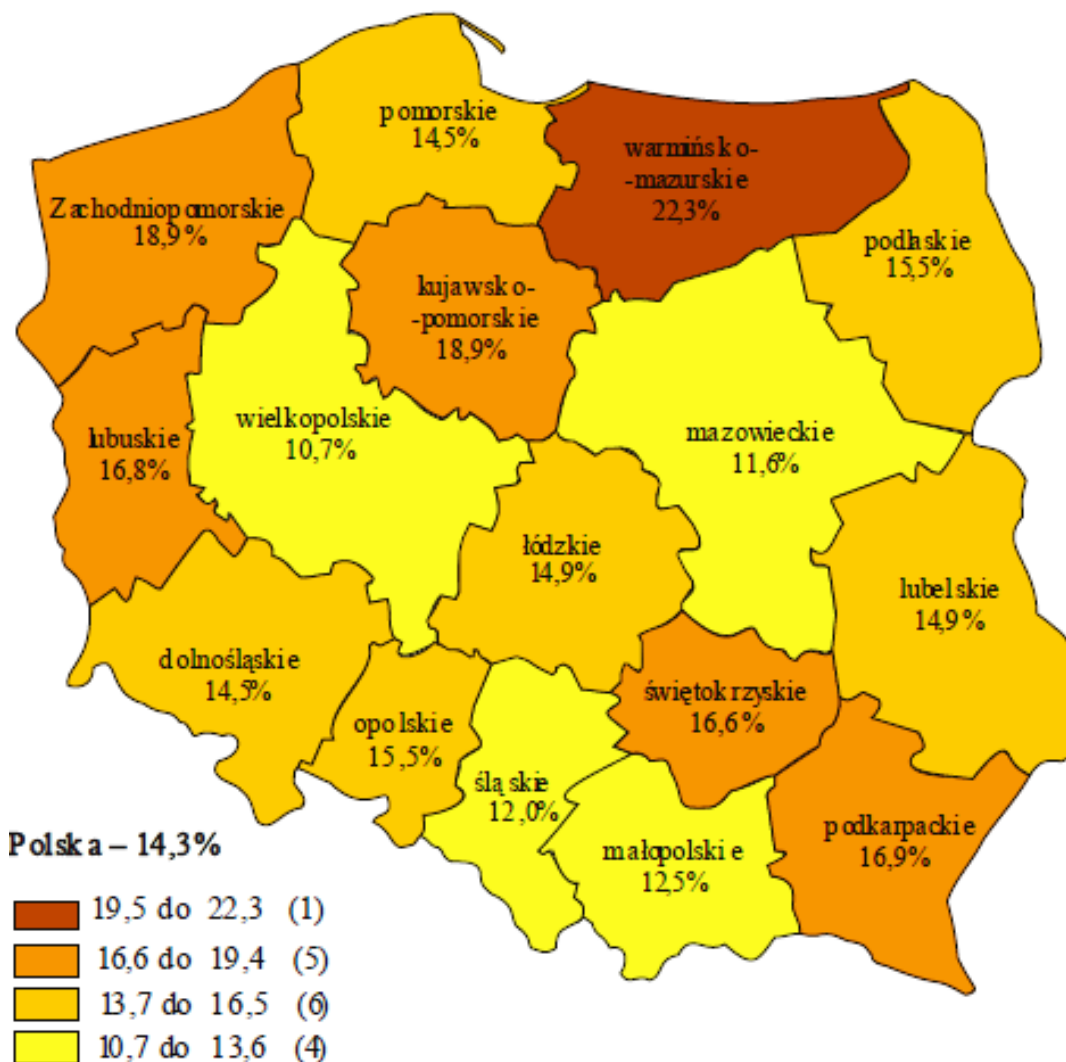 pomorskie
14,5%
warmińsko-
-mazurskie
22,3%
Zachodniopomorskie
18,9%
podlaskie
15,5%
kujawsko-
-pomorskie
18,9%
wielkopolskie
10,7%
mazowieckie
11,6%
lubuskie
16,8%
łódzkie
14,9%
lubelskie
14,9%
dolnośląskie
14,5%
świętokrzyskie
16,6%
opolskie
15,5%
śląskie
12,0%
podkarpackie
16,9%
małopolskie
12,5%
Polska – 14,3%
19,5 do 22,3 (1)
16,6 do 19,4 (5)
13,7 do 16,5 (6)
10,7 do 13,6 (4)